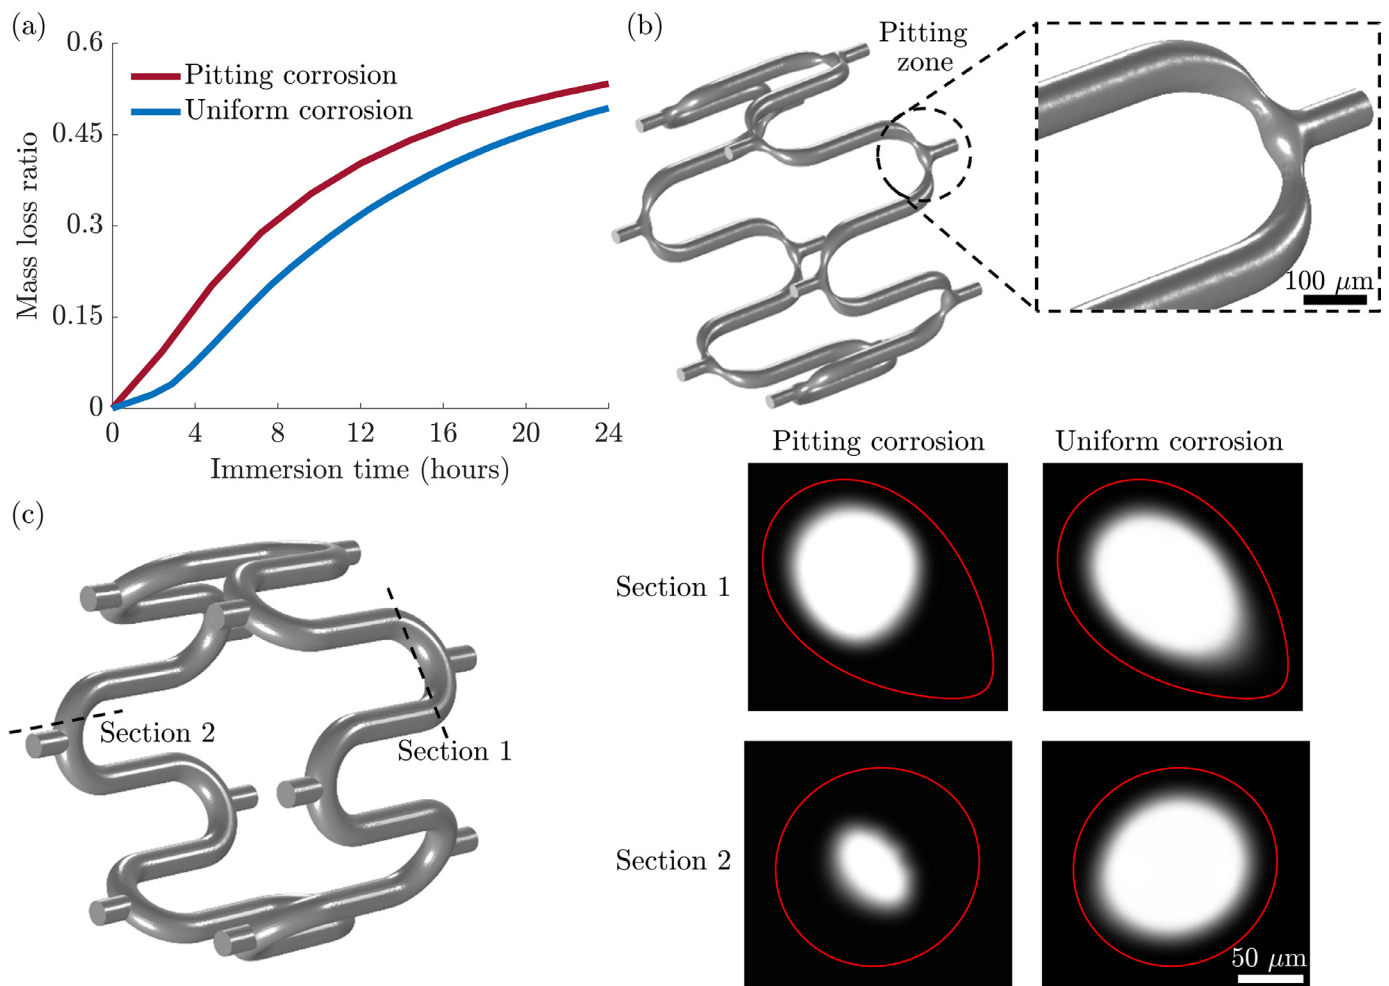 (a)
0.6
0.45
0.3
0.15
0
Mass loss ratio
Pitting corrosion
Uniform corrosion
0 4 8 12 16 20 24
Immersion time (hours)
(b)
Pitting
zone
100 μm
(c)
Section 2
Section 1
Pitting corrosion Uniform corrosion
Section 1
Section 2
50 μm